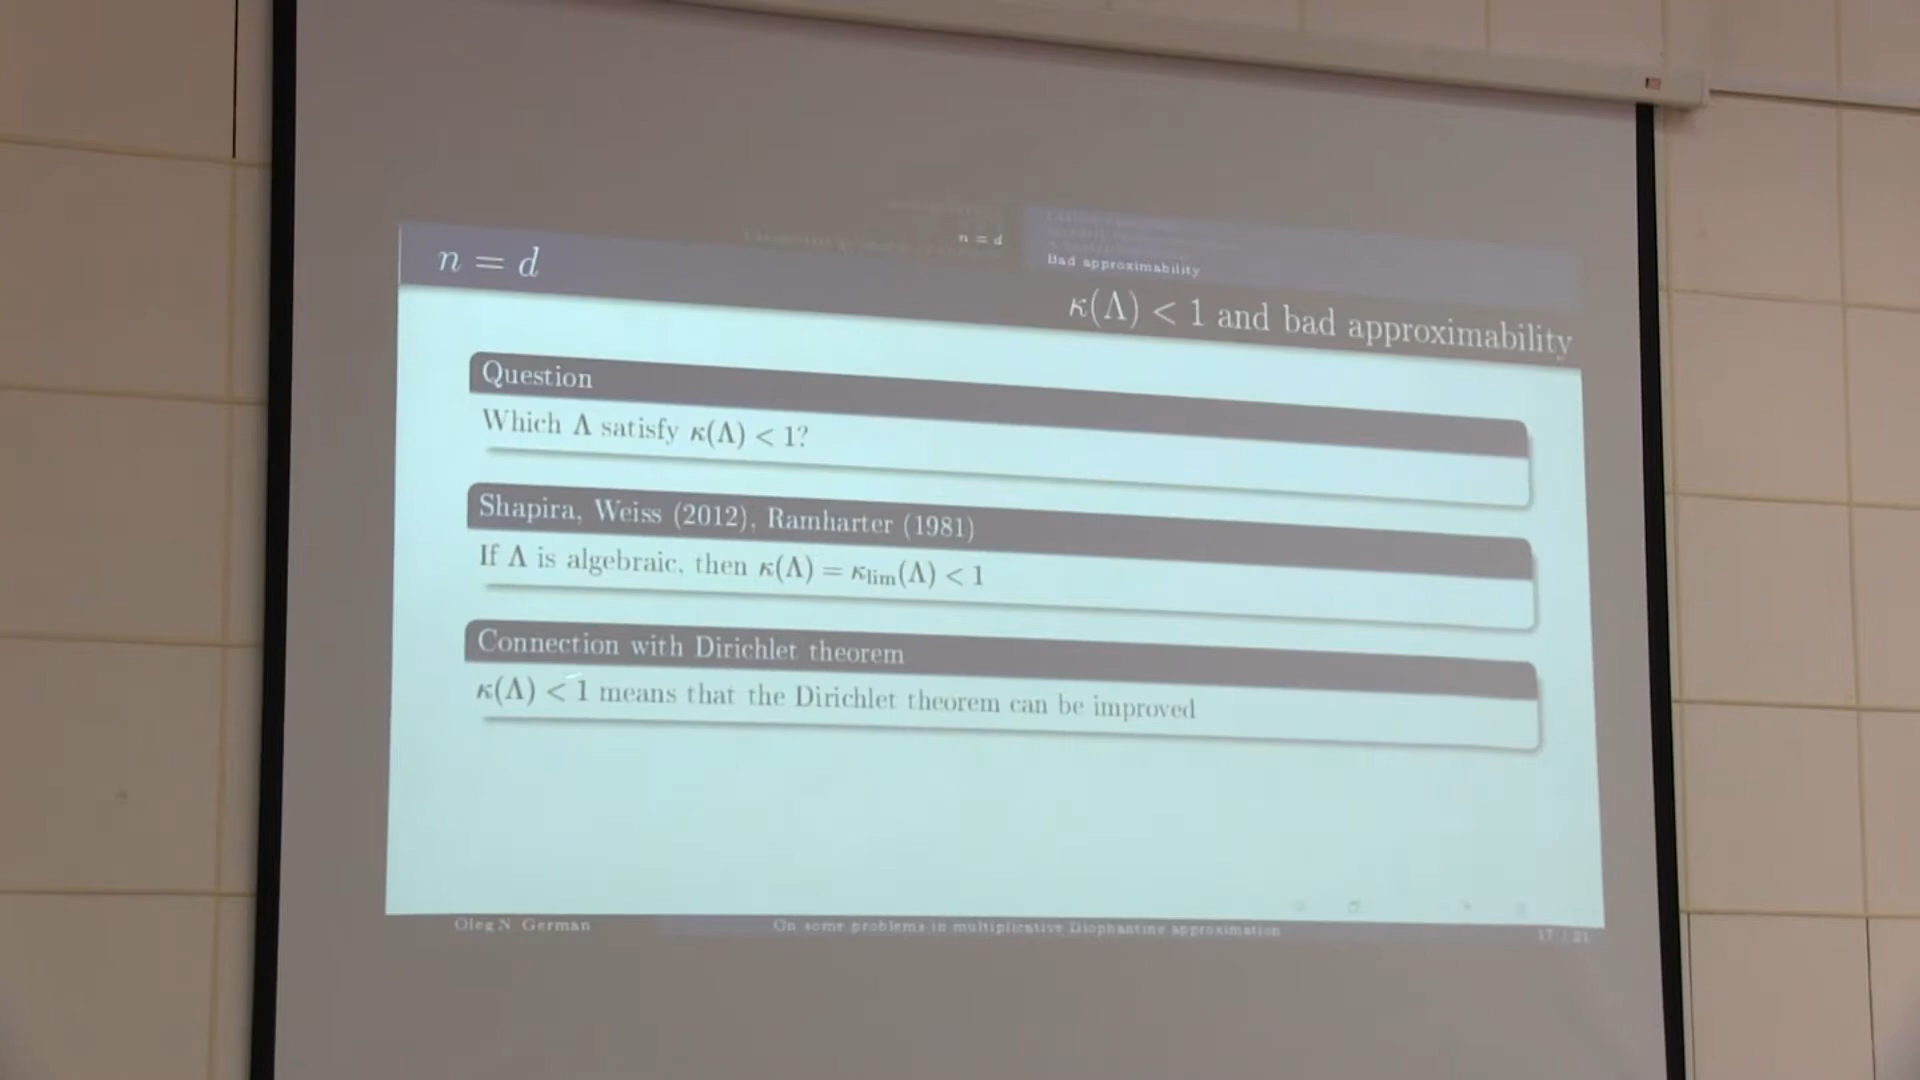 n = d
Bad approximability
n = d
κ(Λ) < 1 and bad approximability
Question
Which Λ satisfy κ(Λ) < 1?
Shapira, Weiss (2012), Ramharter (1981)
If Λ is algebraic, then κ(Λ) = κlim(Λ) < 1
Connection with Dirichlet theorem
κ(Λ) < 1 means that the Dirichlet theorem can be improved
Oleg N. German
On some problems in multiplicative Diophantine approximation
17 / 21